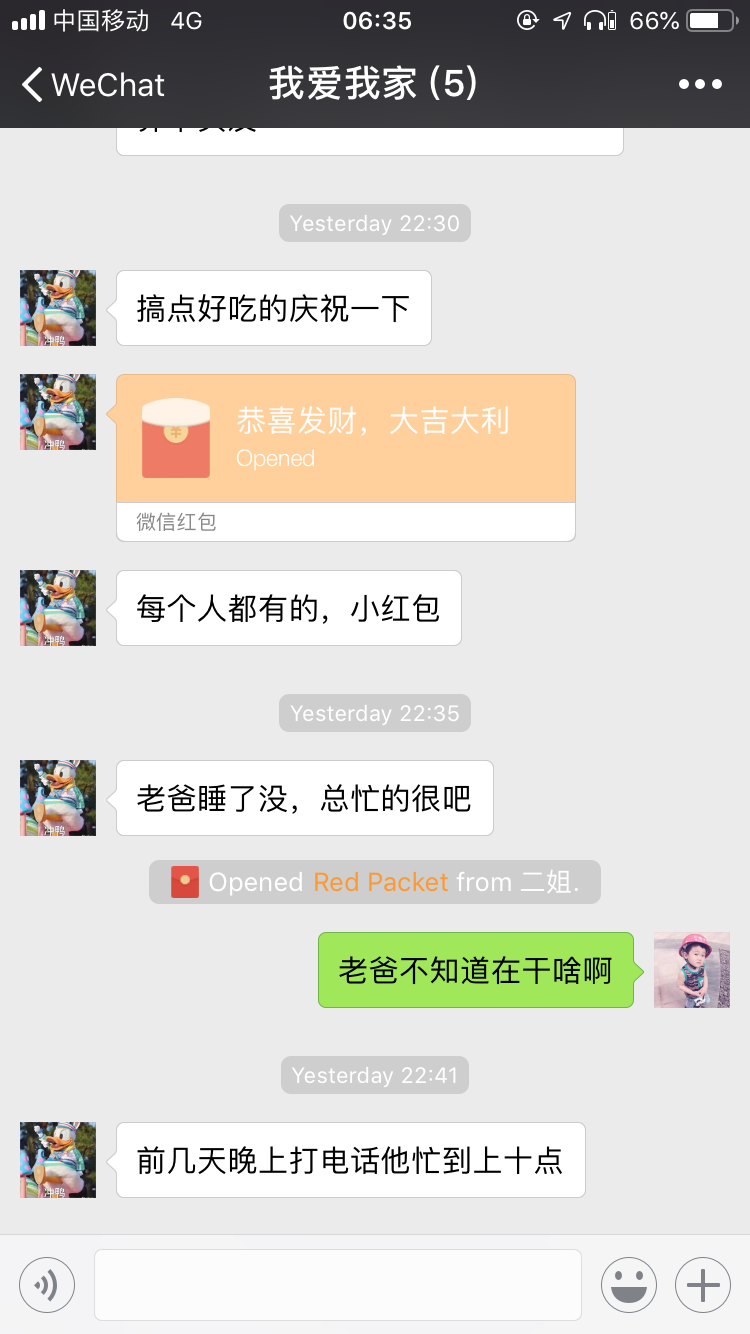 中国移动 4G 06:35 66%
WeChat 我爱我家 (5)
Yesterday 22:30
搞点好吃的庆祝一下
恭喜发财，大吉大利
Opened
微信红包
每个人都有的，小红包
Yesterday 22:35
老爸睡了没，总忙的很吧
Opened Red Packet from 二姐.
老爸不知道在干啥啊
Yesterday 22:41
前几天晚上打电话他忙到上十点